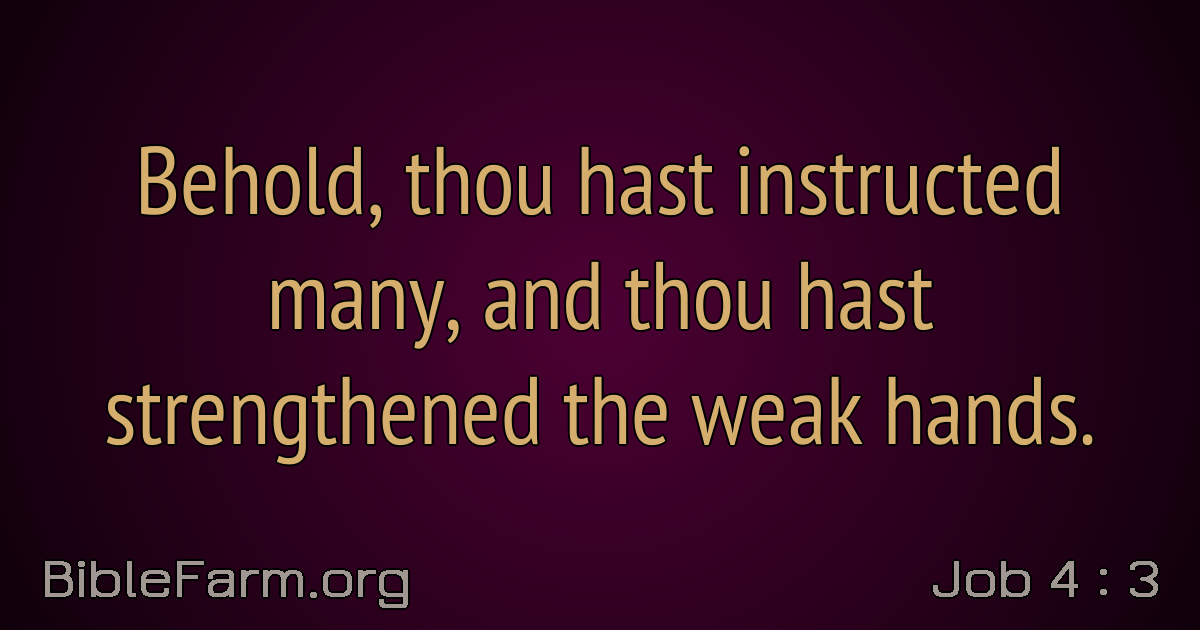 Behold, thou hast instructed
many, and thou hast
strengthened the weak hands.
BibleFarm.org
Job 4 : 3